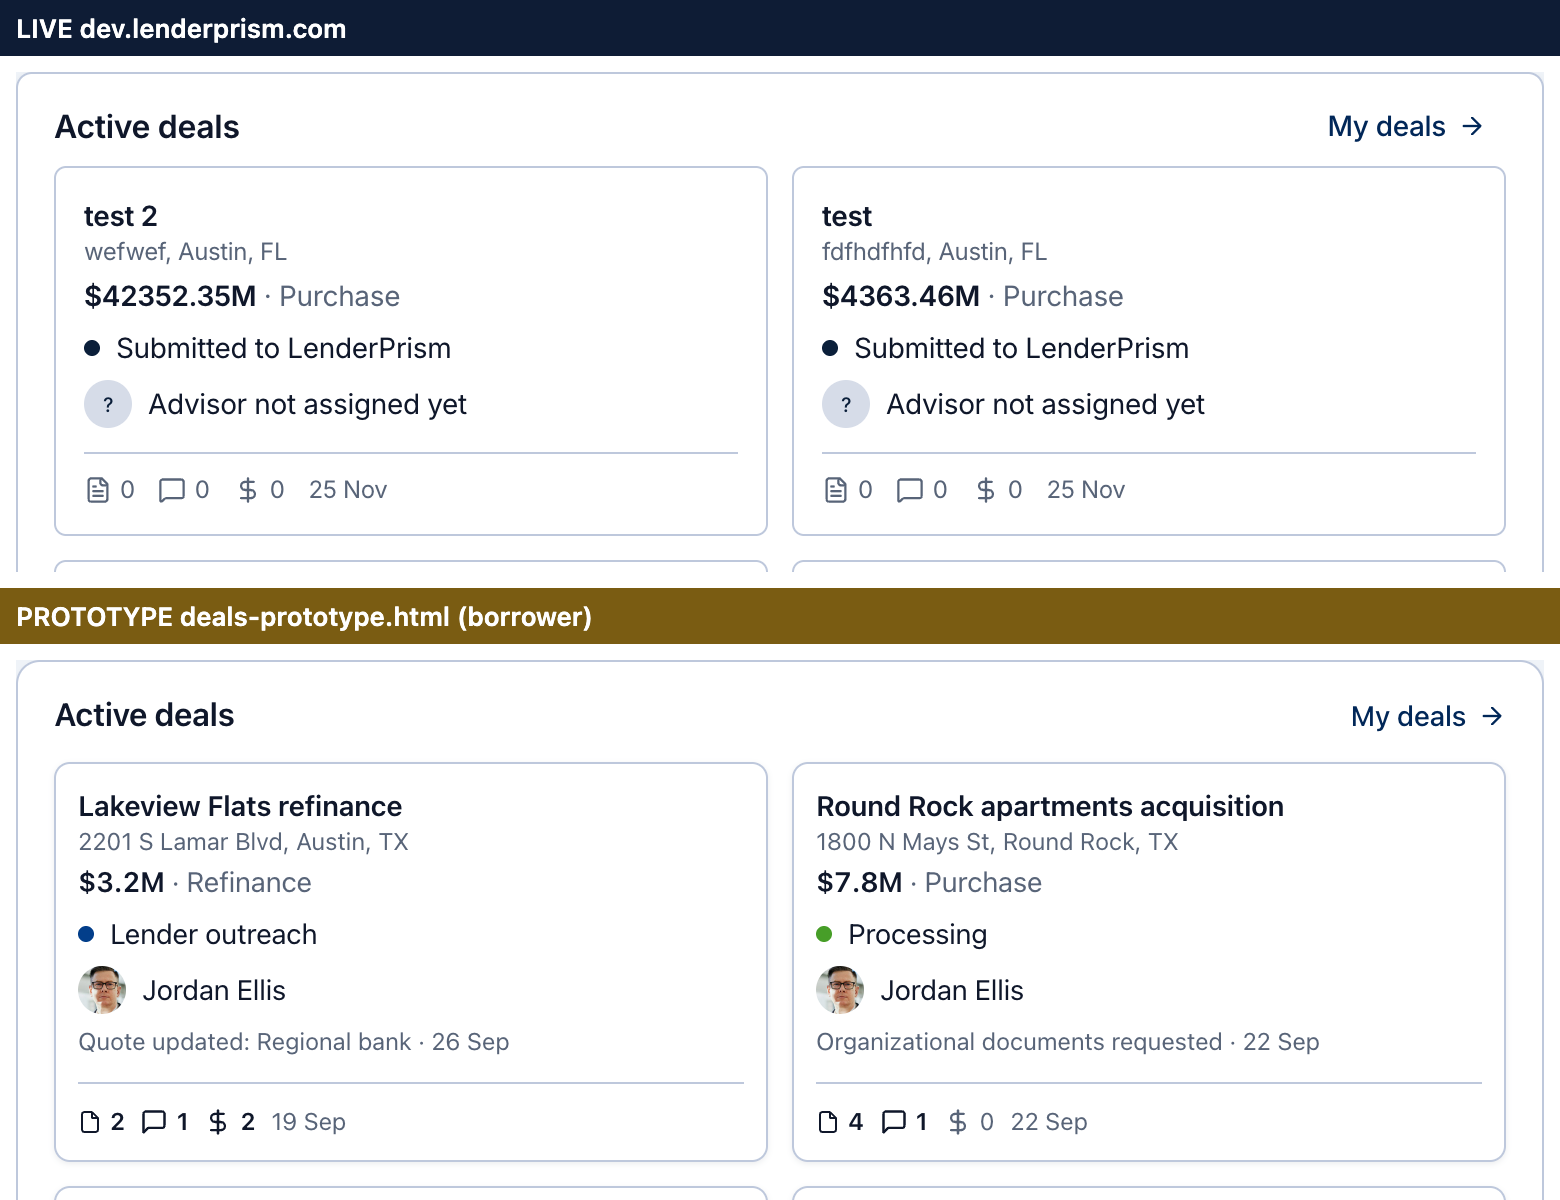 LIVE dev.lenderprism.com
Active deals
My deals →
test 2
wefwef, Austin, FL
$42352.35M · Purchase
Submitted to LenderPrism
? Advisor not assigned yet
0 0 $ 0 25 Nov
test
fdfhdfhfd, Austin, FL
$4363.46M · Purchase
Submitted to LenderPrism
? Advisor not assigned yet
0 0 $ 0 25 Nov
PROTOTYPE deals-prototype.html (borrower)
Active deals
My deals →
Lakeview Flats refinance
2201 S Lamar Blvd, Austin, TX
$3.2M · Refinance
Lender outreach
Jordan Ellis
Quote updated: Regional bank · 26 Sep
2 1 $ 2 19 Sep
Round Rock apartments acquisition
1800 N Mays St, Round Rock, TX
$7.8M · Purchase
Processing
Jordan Ellis
Organizational documents requested · 22 Sep
4 1 $ 0 22 Sep